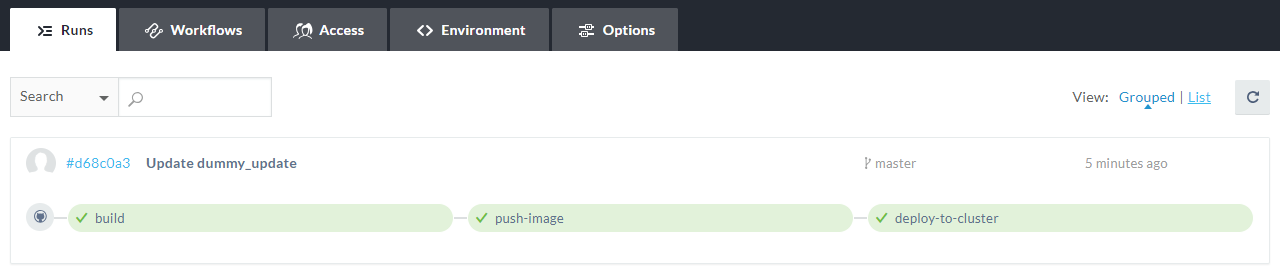 Runs Workflows Access Environment Options
Search View: Grouped | List
#d68c0a3 Update dummy_update master 5 minutes ago
build push-image deploy-to-cluster